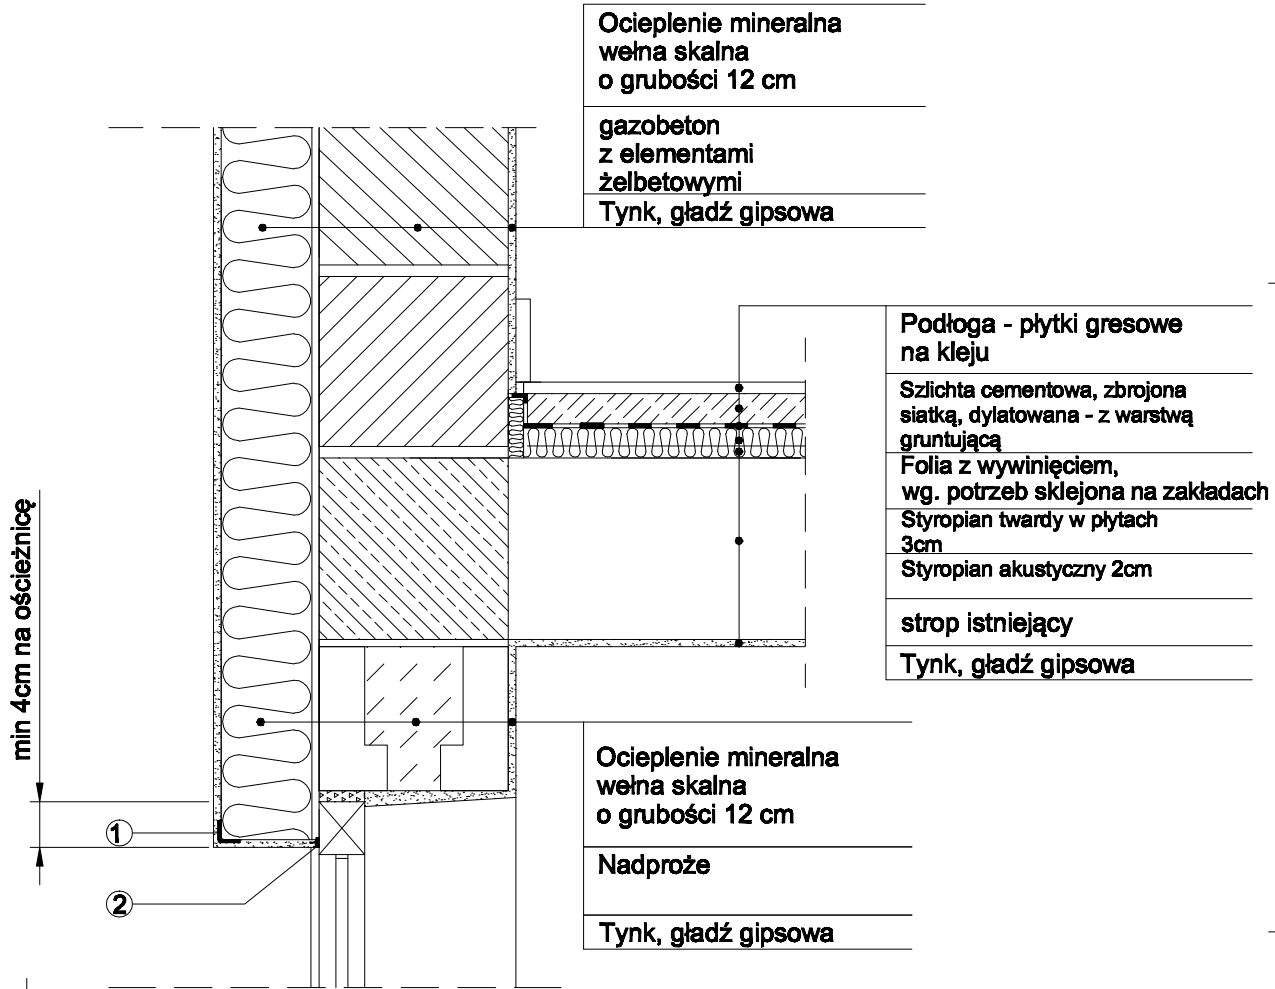 Ocieplenie mineralna
wełna skalna
o grubości 12 cm
gazobeton
z elementami
żelbetowymi
Tynk, gładź gipsowa
Podłoga - płytki gresowe
na kleju
Szlichta cementowa, zbrojona
siatką, dylatowana - z warstwą
gruntującą
Folia z wywinięciem,
wg. potrzeb sklejona na zakładach
Styropian twardy w płytach
3cm
Styropian akustyczny 2cm
strop istniejący
Tynk, gładź gipsowa
min 4cm na ościeżnicę
Ocieplenie mineralna
wełna skalna
o grubości 12 cm
Nadproże
Tynk, gładź gipsowa
1
2